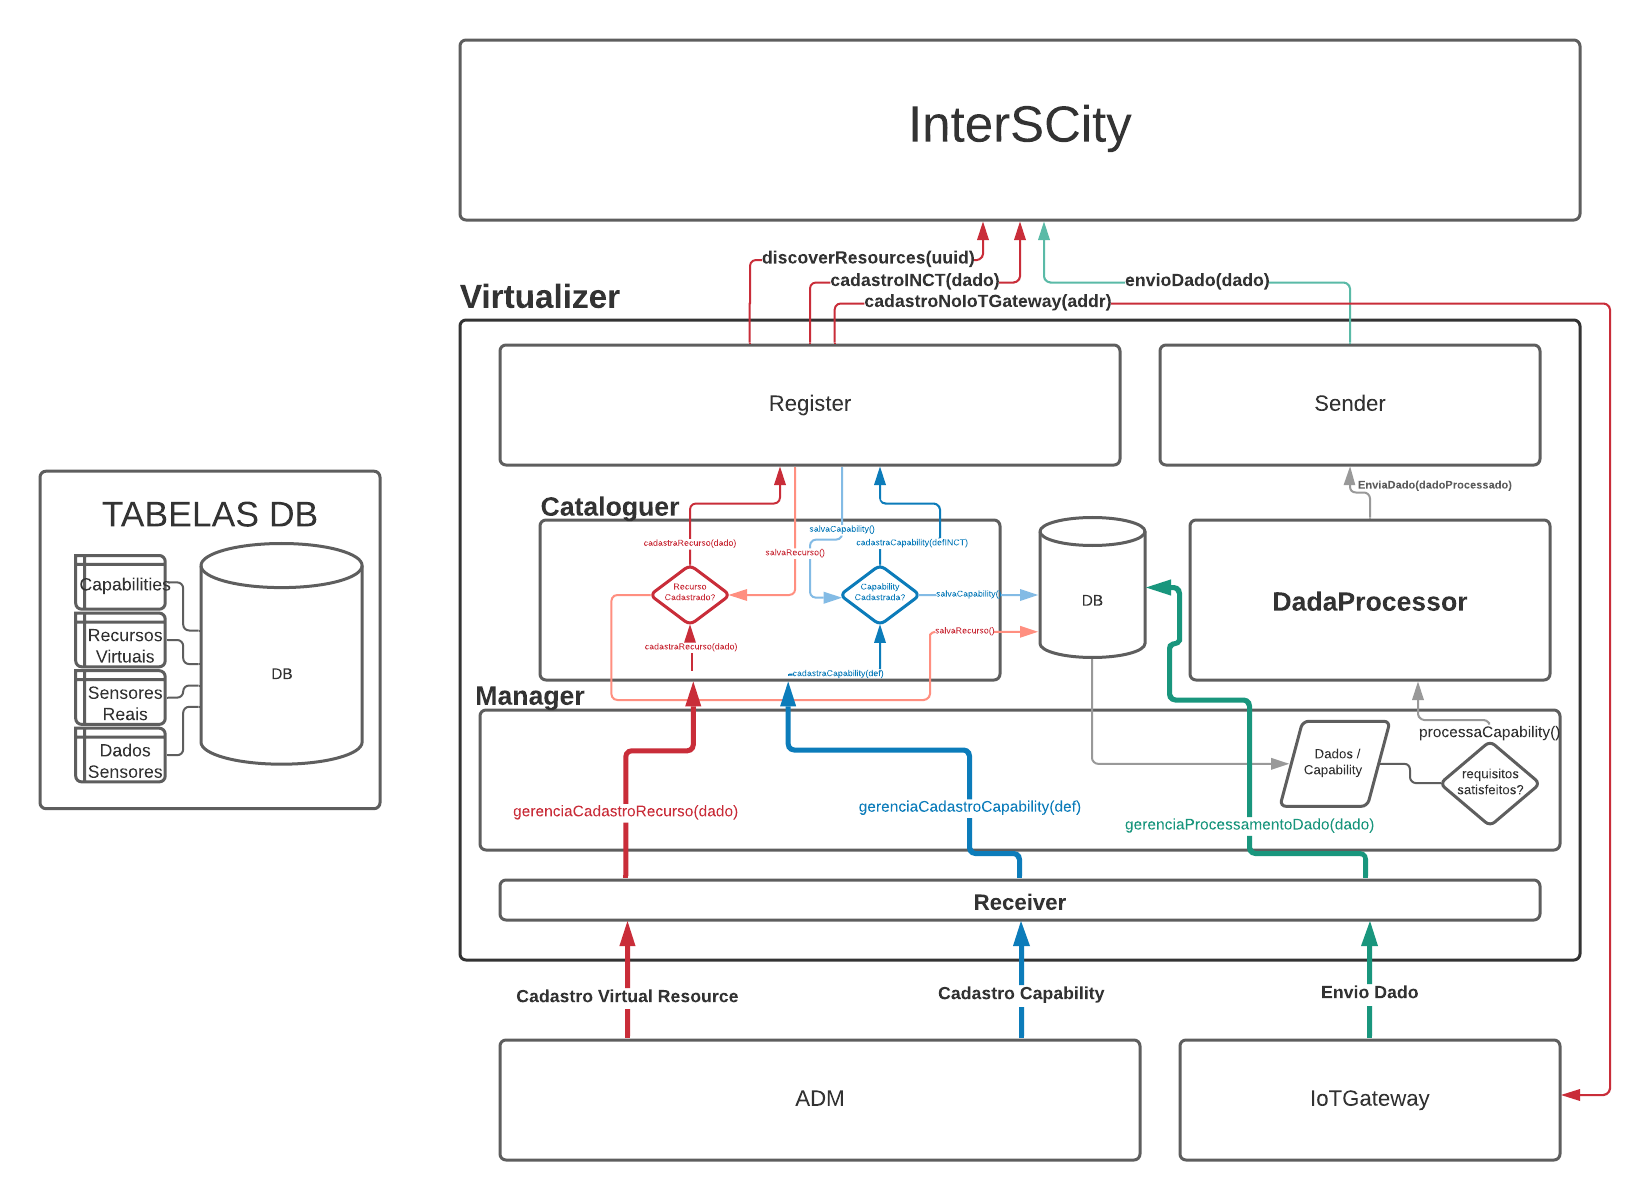 InterSCity
discoverResources(uuid)
cadastroINCT(dado)
envioDado(dado)
cadastroNoIoTGateway(addr)
Virtualizer
Register
Sender
EnviaDado(dadoProcessado)
Cataloguer
salvaCapability()
cadastraRecurso(dado)
cadastraCapability(defINCT)
salvaRecurso()
Recurso
Cadastrado?
Capability
Cadastrada?
salvaCapability(
DB
DadaProcessor
salvaRecurso()
cadastraRecurso(dado)
cadastraCapability(def)
TABELAS DB
Capabilities
Recursos
Virtuais
Sensores
Reais
Dados
Sensores
DB
Manager
processaCapability()
Dados /
Capability
requisitos
satisfeitos?
gerenciaCadastroRecurso(dado)
gerenciaCadastroCapability(def)
gerenciaProcessamentoDado(dado)
Receiver
Cadastro Virtual Resource
Cadastro Capability
Envio Dado
ADM
IoTGateway